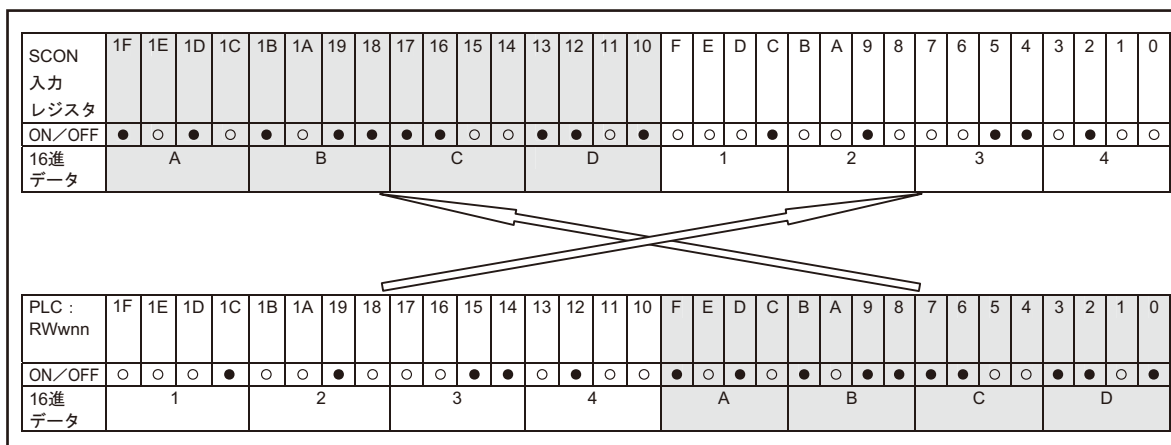 SCON
入力
レジスタ
1F 1E 1D 1C 1B 1A 19 18 17 16 15 14 13 12 11 10 F E D C B A 9 8 7 6 5 4 3 2 1 0
ON／OFF ● ○ ● ○ ● ○ ● ● ● ● ○ ○ ● ● ○ ● ○ ○ ○ ● ○ ○ ● ○ ○ ○ ● ● ○ ● ○ ○
16進
データ
A B C D 1 2 3 4
PLC：
RWwnn
1F 1E 1D 1C 1B 1A 19 18 17 16 15 14 13 12 11 10 F E D C B A 9 8 7 6 5 4 3 2 1 0
ON／OFF ○ ○ ○ ● ○ ○ ● ○ ○ ○ ● ● ○ ● ○ ○ ● ○ ● ○ ● ○ ● ● ● ● ○ ○ ● ● ○ ●
16進
データ
1 2 3 4 A B C D